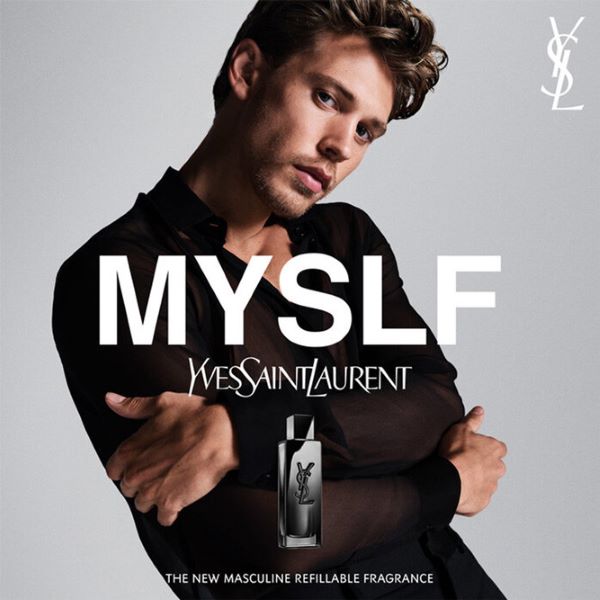 YSL
MYSLF
YVESSAINTLAURENT
YSL
THE NEW MASCULINE REFILLABLE FRAGRANCE